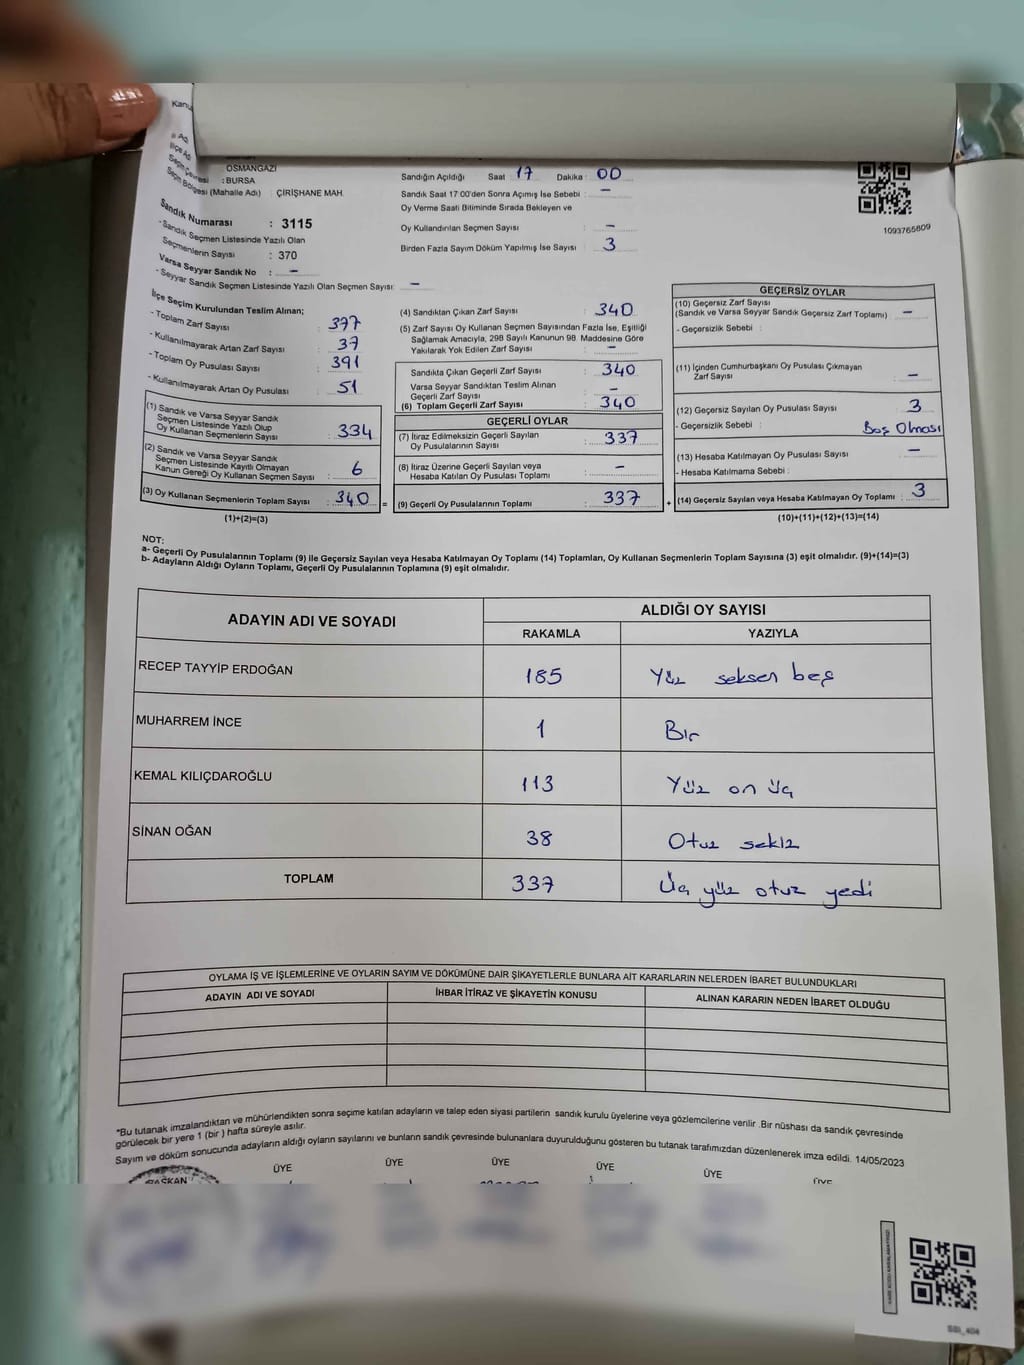 Kanu
İl Ad
İlçe Ad
OSMANGAZİ
Seçim Çevresi : BURSA
Seçim Bölgesi (Mahalle Adı) : ÇİRİŞHANE MAH.
Sandık Numarası : 3115
- Sandık Seçmen Listesinde Yazılı Olan
Seçmenlerin Sayısı : 370
Varsa Seyyar Sandık No : -
- Seyyar Sandık Seçmen Listesinde Yazılı Olan Seçmen Sayısı: -
Sandığın Açıldığı Saat 17 Dakika : 00
Sandık Saat 17:00'den Sonra Açımış İse Sebebi : -
Oy Verme Saati Bitiminde Sırada Bekleyen ve
Oy Kullandırılan Seçmen Sayısı : -
Birden Fazla Sayım Döküm Yapılmış İse Sayısı : 3
1093765809
İlçe Seçim Kurulundan Teslim Alınan;
- Toplam Zarf Sayısı : 377
- Kullanılmayarak Artan Zarf Sayısı : 37
- Toplam Oy Pusulası Sayısı : 391
- Kullanılmayarak Artan Oy Pusulası : 51
(1) Sandık ve Varsa Seyyar Sandık
Seçmen Listesinde Yazılı Olup
Oy Kullanan Seçmenlerin Sayısı : 334
(2) Sandık ve Varsa Seyyar Sandık
Seçmen Listesinde Kayıtlı Olmayan
Kanun Gereği Oy Kullanan Seçmen Sayısı : 6
(3) Oy Kullanan Seçmenlerin Toplam Sayısı : 340 =
(1)+(2)=(3)
(4) Sandıktan Çıkan Zarf Sayısı : 340
(5) Zarf Sayısı Oy Kullanan Seçmen Sayısından Fazla İse, Eşitliği
Sağlamak Amacıyla, 298 Sayılı Kanunun 98. Maddesine Göre
Yakılarak Yok Edilen Zarf Sayısı : -
Sandıkta Çıkan Geçerli Zarf Sayısı : 340
Varsa Seyyar Sandıktan Teslim Alınan
Geçerli Zarf Sayısı : -
(6) Toplam Geçerli Zarf Sayısı : 340
GEÇERLİ OYLAR
(7) İtiraz Edilmeksizin Geçerli Sayılan
Oy Pusulalarının Sayısı : 337
(8) İtiraz Üzerine Geçerli Sayılan veya
Hesaba Katılan Oy Pusulası Toplamı : -
(9) Geçerli Oy Pusulalarının Toplamı : 337 +
GEÇERSİZ OYLAR
(10) Geçersiz Zarf Sayısı
(Sandık ve Varsa Seyyar Sandık Geçersiz Zarf Toplamı) : -
- Geçersizlik Sebebi :
(11) İçinden Cumhurbaşkanı Oy Pusulası Çıkmayan
Zarf Sayısı : -
(12) Geçersiz Sayılan Oy Pusulası Sayısı : 3
- Geçersizlik Sebebi : Boş Olması
(13) Hesaba Katılmayan Oy Pusulası Sayısı : -
- Hesaba Katılmama Sebebi :
(14) Geçersiz Sayılan veya Hesaba Katılmayan Oy Toplamı : 3
(10)+(11)+(12)+(13)=(14)
NOT:
a- Geçerli Oy Pusulalarının Toplamı (9) ile Geçersiz Sayılan veya Hesaba Katılmayan Oy Toplamı (14) Toplamları, Oy Kullanan Seçmenlerin Toplam Sayısına (3) eşit olmalıdır. (9)+(14)=(3)
b- Adayların Aldığı Oyların Toplamı, Geçerli Oy Pusulalarının Toplamına (9) eşit olmalıdır.
ADAYIN ADI VE SOYADI ALDIĞI OY SAYISI
RAKAMLA YAZIYLA
RECEP TAYYİP ERDOĞAN 185 Yüz seksen beş
MUHARREM İNCE 1 Bir
KEMAL KILIÇDAROĞLU 113 Yüz on üç
SİNAN OĞAN 38 Otuz sekiz
TOPLAM 337 Üç yüz otuz yedi
OYLAMA İŞ VE İŞLEMLERİNE VE OYLARIN SAYIM VE DÖKÜMÜNE DAİR ŞİKAYETLERLE BUNLARA AİT KARARLARIN NELERDEN İBARET BULUNDUKLARI
ADAYIN ADI VE SOYADI İHBAR İTİRAZ VE ŞİKAYETİN KONUSU ALINAN KARARIN NEDEN İBARET OLDUĞU
*Bu tutanak imzalandıktan ve mühürlendikten sonra seçime katılan adayların ve talep eden siyasi partilerin sandık kurulu üyelerine veya gözlemcilerine verilir .Bir nüshası da sandık çevresinde
görülecek bir yere 1 (bir ) hafta süreyle asılır.
Sayım ve döküm sonucunda adayların aldığı oyların sayılarını ve bunların sandık çevresinde bulunanlara duyurulduğunu gösteren bu tutanak tarafımızdan düzenlenerek imza edildi. 14/05/2023
BAŞKAN ÜYE ÜYE ÜYE ÜYE ÜYE ÜYE